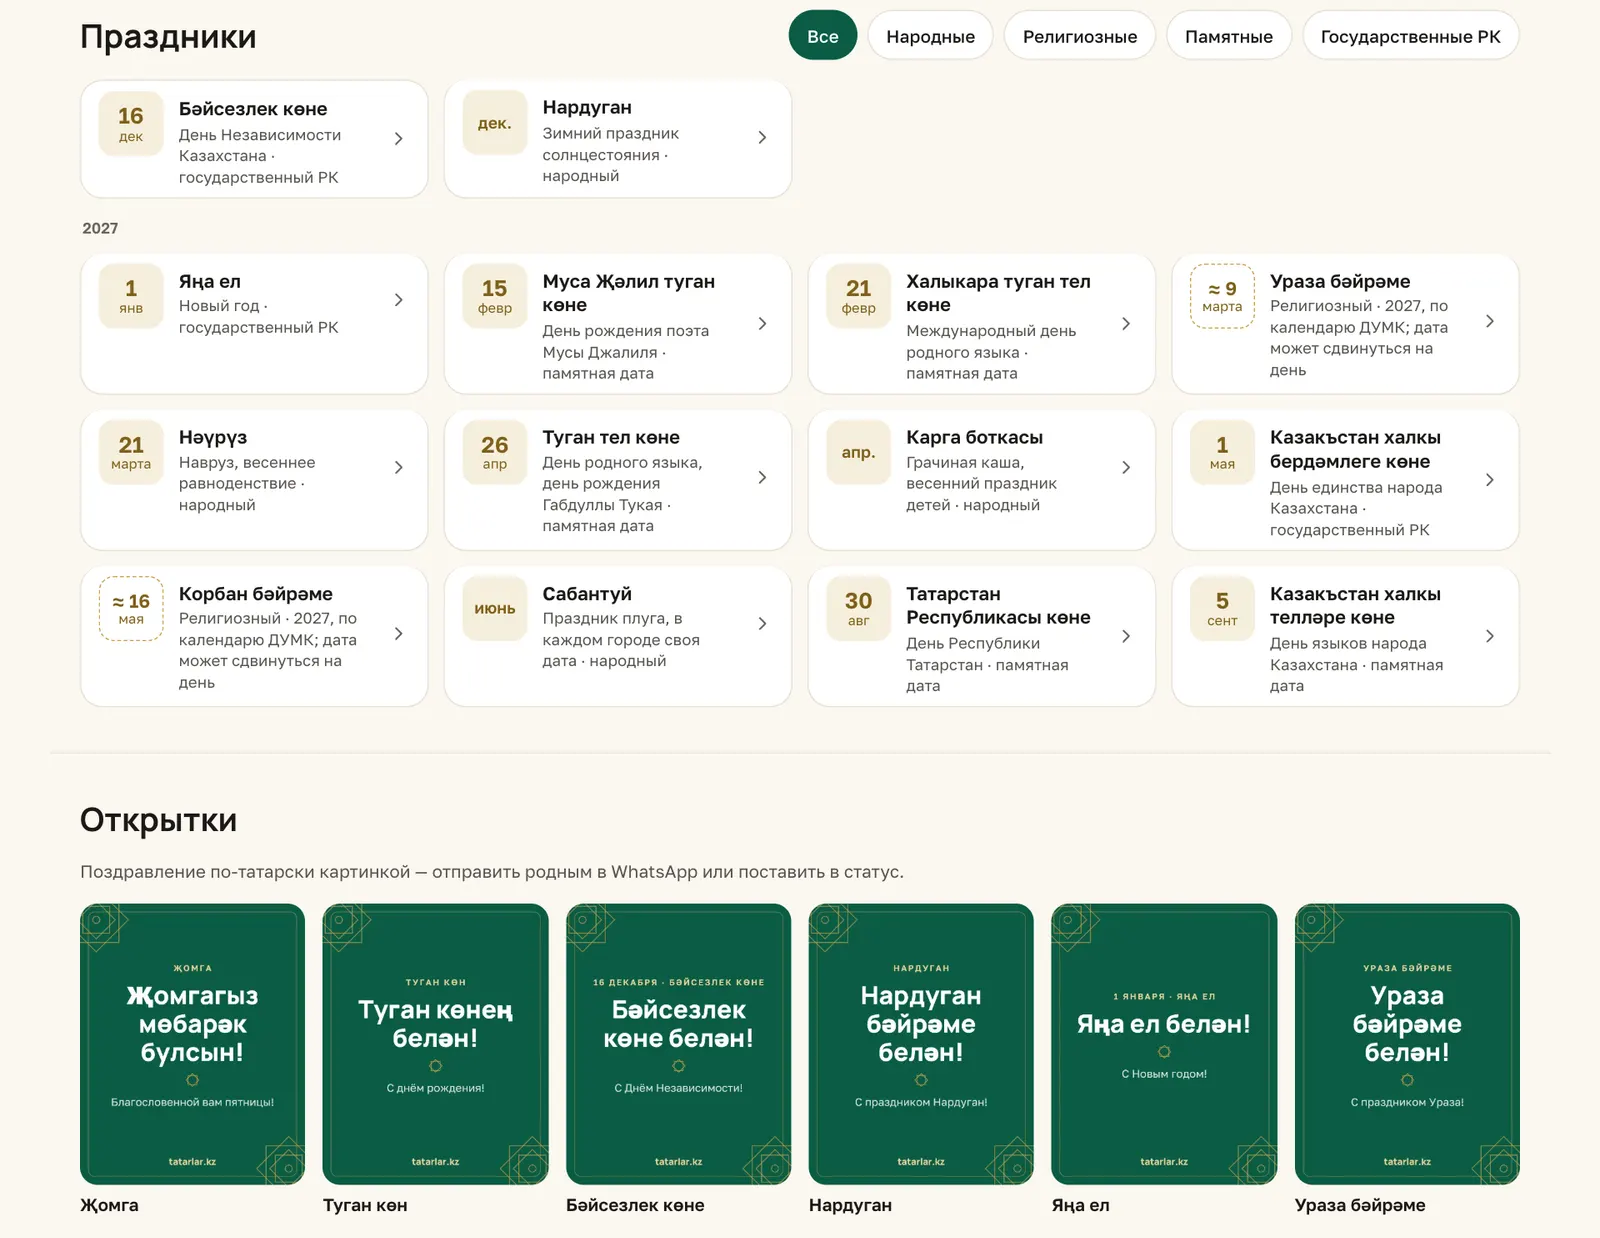 Праздники
Все
Народные
Религиозные
Памятные
Государственные РК
16
дек
Бәйсезлек көне
День Независимости
Казахстана ·
государственный РК
дек.
Нардуган
Зимний праздник
солнцестояния ·
народный
2027
1
янв
Яңа ел
Новый год ·
государственный РК
15
февр
Муса Җәлил туган
көне
День рождения поэта
Мусы Джалиля ·
памятная дата
21
февр
Халыкара туган тел
көне
Международный день
родного языка ·
памятная дата
≈ 9
марта
Ураза бәйрәме
Религиозный · 2027, по
календарю ДУМК; дата
может сдвинуться на
день
21
марта
Нәүрүз
Навруз, весеннее
равноденствие ·
народный
26
апр
Туган тел көне
День родного языка,
день рождения
Габдуллы Тукая ·
памятная дата
апр.
Карга боткасы
Грачиная каша,
весенний праздник
детей · народный
1
мая
Казакъстан халкы
бердәмлеге көне
День единства народа
Казахстана ·
государственный РК
≈ 16
мая
Корбан бәйрәме
Религиозный · 2027, по
календарю ДУМК; дата
может сдвинуться на
день
июнь
Сабантуй
Праздник плуга, в
каждом городе своя
дата · народный
30
авг
Татарстан
Республикасы көне
День Республики
Татарстан · памятная
дата
5
сент
Казакъстан халкы
телләре көне
День языков народа
Казахстана · памятная
дата
Открытки
Поздравление по-татарски картинкой — отправить родным в WhatsApp или поставить в статус.
ҖОМГА
Җомгагыз
мөбарәк
булсын!
Благословенной вам пятницы!
tatarlar.kz
Җомга
ТУГАН КӨН
Туган көнең
белән!
С днём рождения!
tatarlar.kz
Туган көн
16 ДЕКАБРЯ · БӘЙСЕЗЛЕК КӨНЕ
Бәйсезлек
көне белән!
С Днём Независимости!
tatarlar.kz
Бәйсезлек көне
НАРДУГАН
Нардуган
бәйрәме
белән!
С праздником Нардуган!
tatarlar.kz
Нардуган
1 ЯНВАРЯ · ЯҢА ЕЛ
Яңа ел белән!
С Новым годом!
tatarlar.kz
Яңа ел
УРАЗА БӘЙРӘМЕ
Ураза
бәйрәме
белән!
С праздником Ураза!
tatarlar.kz
Ураза бәйрәме